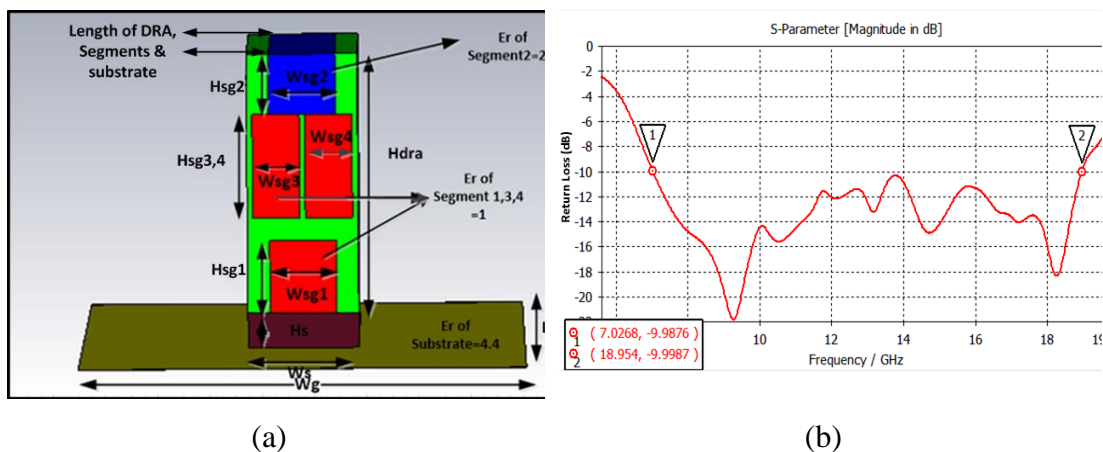 Length of DRA,
Segments &
substrate
Er of
Segment2=2
Hsg2
Wsg2
Wsg4
Hsg3,4
Hdra
Wsg3
Er of
Segment 1,3,4
=1
Hsg1
Wsg1
Hs
Er of
Substrate=4.4
Ws
Wg
(a)
S-Parameter [Magnitude in dB]
Return Loss (dB)
0
-2
-4
-6
-8
-10
-12
-14
-16
-18
-20
1
2
1 ( 7.0268, -9.9876 )
2 ( 18.954, -9.9987 )
10 12 14 16 18 19
Frequency / GHz
(b)